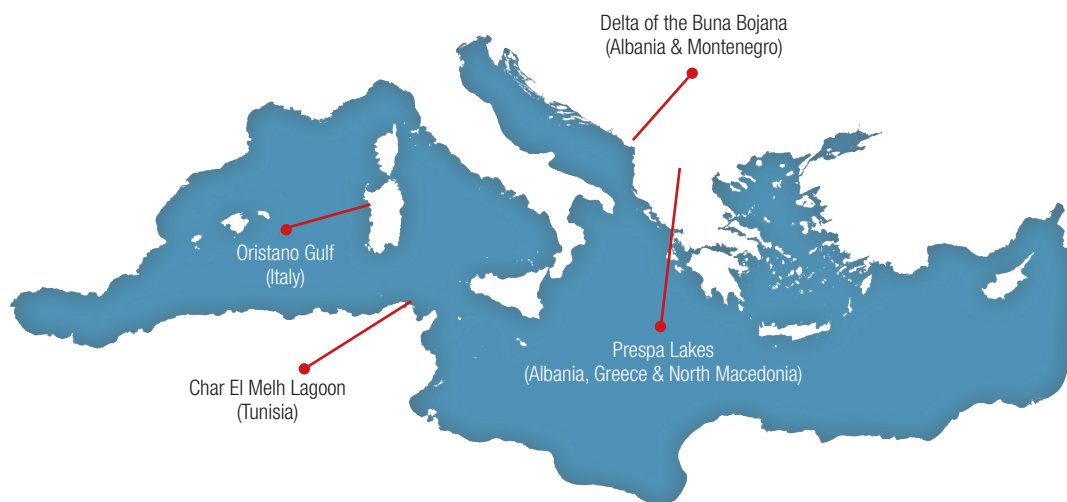 Delta of the Buna Bojana
(Albania & Montenegro)
Oristano Gulf
(Italy)
Prespa Lakes
(Albania, Greece & North Macedonia)
Char El Melh Lagoon
(Tunisia)